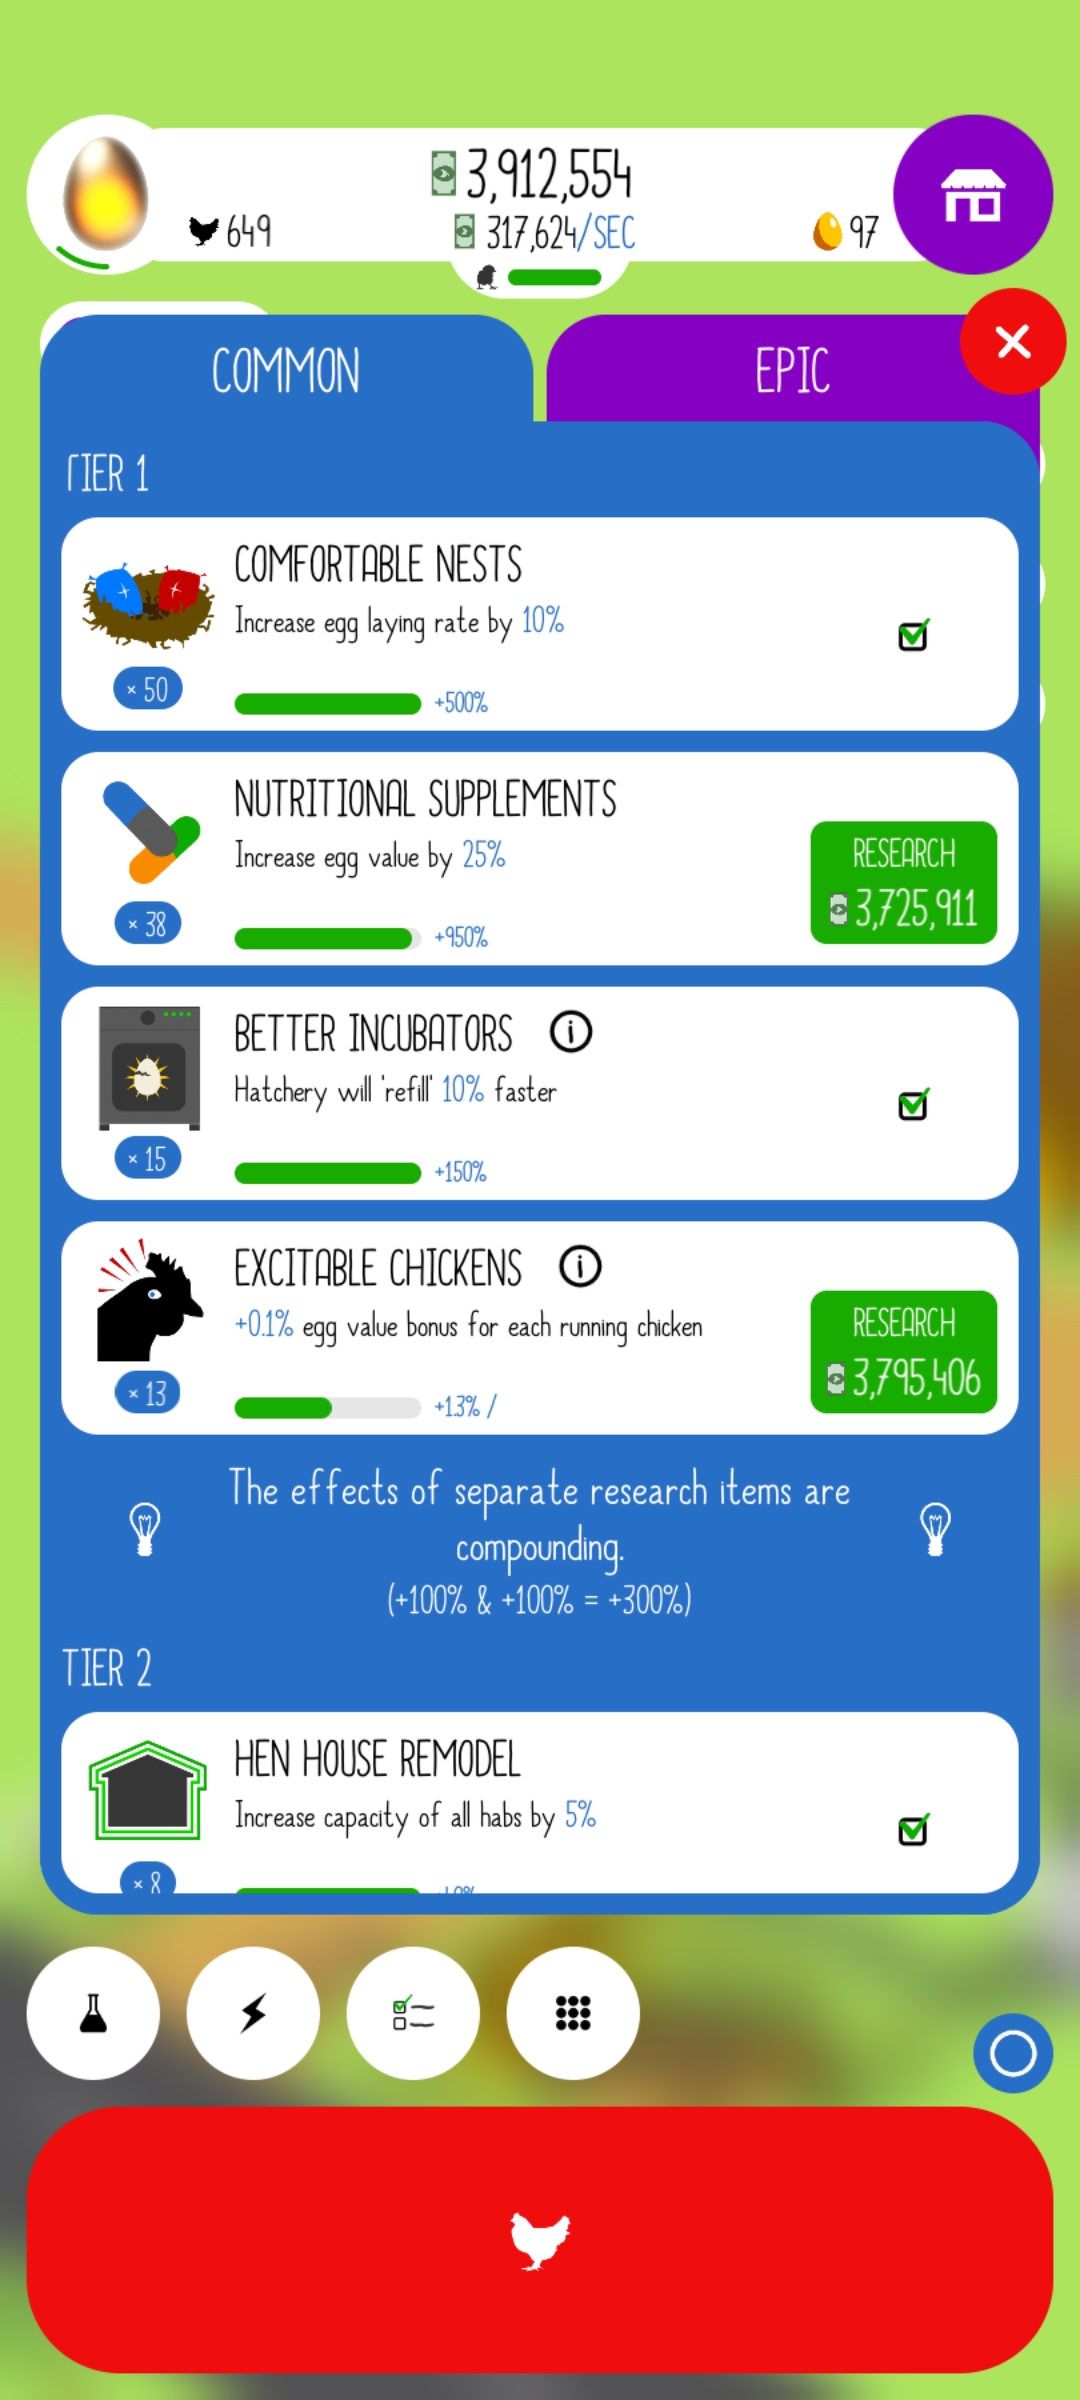 3,912,554
649
317,624/SEC
97
COMMON
EPIC
TIER 1
COMFORTABLE NESTS
Increase egg laying rate by 10%
× 50
+500%
NUTRITIONAL SUPPLEMENTS
Increase egg value by 25%
RESEARCH
3,725,911
× 38
+950%
BETTER INCUBATORS
Hatchery will 'refill' 10% faster
× 15
+150%
EXCITABLE CHICKENS
+0.1% egg value bonus for each running chicken
RESEARCH
3,795,406
× 13
+1.3% /
The effects of separate research items are
compounding.
(+100% & +100% = +300%)
TIER 2
HEN HOUSE REMODEL
Increase capacity of all habs by 5%
× 8